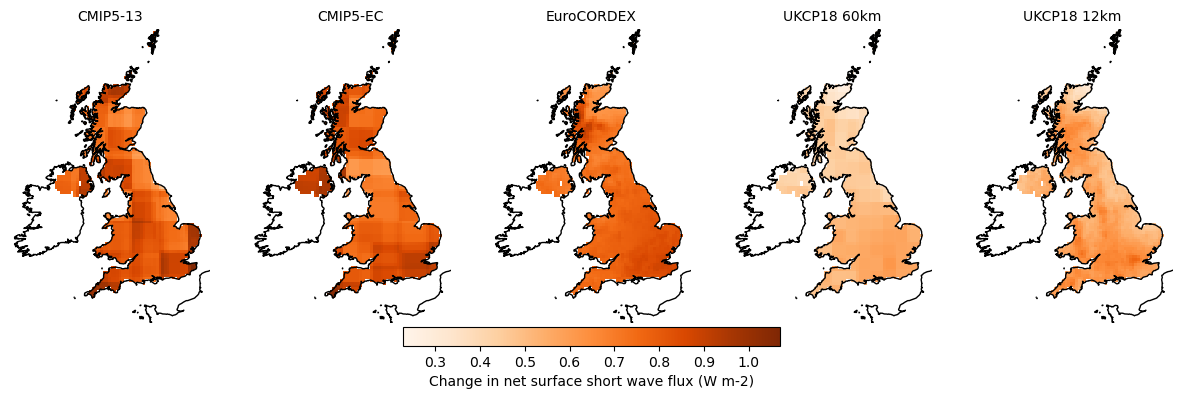 CMIP5-13 CMIP5-EC EuroCORDEX UKCP18 60km UKCP18 12km
0.3 0.4 0.5 0.6 0.7 0.8 0.9 1.0
Change in net surface short wave flux (W m-2)